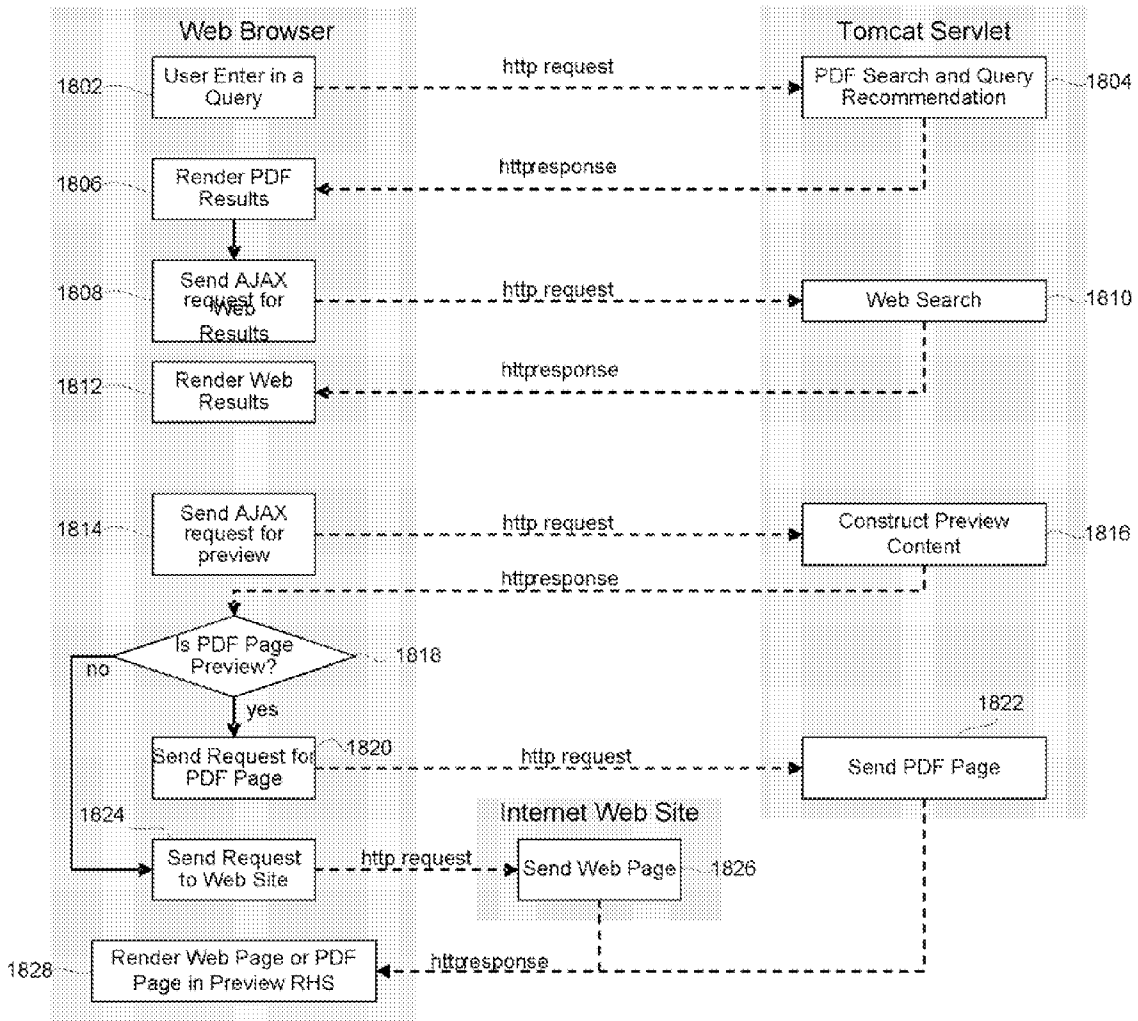 Web Browser
Tomcat Servlet
1802
User Enter in a
Query
http request
PDF Search and Query
Recommendation
1804
httpresponse
1806
Render PDF
Results
1808
Send AJAX
request for
Web
Results
http request
Web Search
1810
1812
Render Web
Results
httpresponse
1814
Send AJAX
request for
preview
http request
Construct Preview
Content
1816
httpresponse
Is PDF Page
Preview?
1818
no
yes
1820
Send Request for
PDF Page
http request
1822
Send PDF Page
1824
Internet Web Site
Send Request
to Web Site
http request
Send Web Page
1826
1828
Render Web Page or PDF
Page in Preview RHS
httpresponse